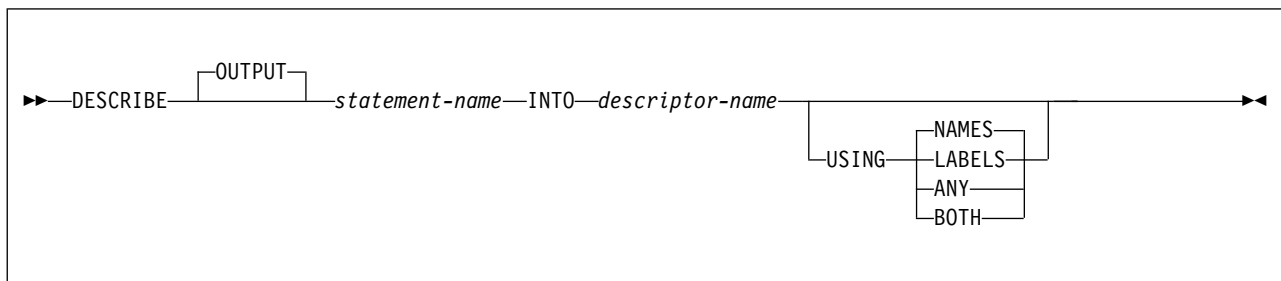 OUTPUT
DESCRIBE statement-name INTO descriptor-name
NAMES
USING LABELS
ANY
BOTH